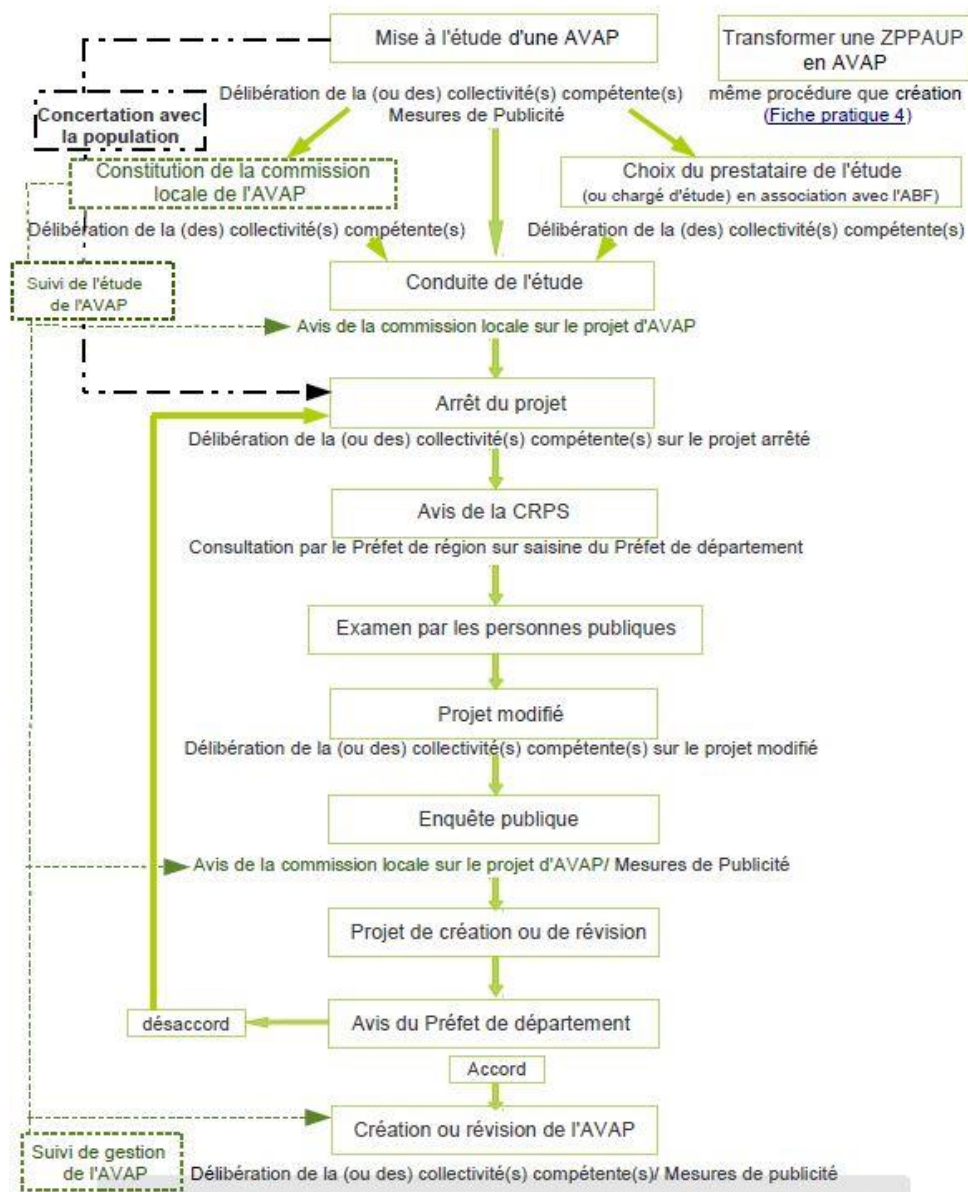 Mise à l'étude d'une AVAP
Transformer une ZPPAUP
en AVAP
Délibération de la (ou des) collectivité(s) compétente(s)
Mesures de Publicité
même procédure que création
(Fiche pratique 4)
Concertation avec
la population
Constitution de la commission
locale de l'AVAP
Choix du prestataire de l'étude
(ou chargé d'étude) en association avec l'ABF)
Délibération de la (des) collectivité(s) compétente(s)
Délibération de la (des) collectivité(s) compétente(s)
Suivi de l'étude
de l'AVAP
Conduite de l'étude
Avis de la commission locale sur le projet d'AVAP
Arrêt du projet
Délibération de la (ou des) collectivité(s) compétente(s) sur le projet arrêté
Avis de la CRPS
Consultation par le Préfet de région sur saisine du Préfet de département
Examen par les personnes publiques
Projet modifié
Délibération de la (ou des) collectivité(s) compétente(s) sur le projet modifié
Enquête publique
Avis de la commission locale sur le projet d'AVAP/ Mesures de Publicité
Projet de création ou de révision
désaccord
Avis du Préfet de département
Accord
Création ou révision de l'AVAP
Suivi de gestion
de l'AVAP
Délibération de la (ou des) collectivité(s) compétente(s)/ Mesures de publicité